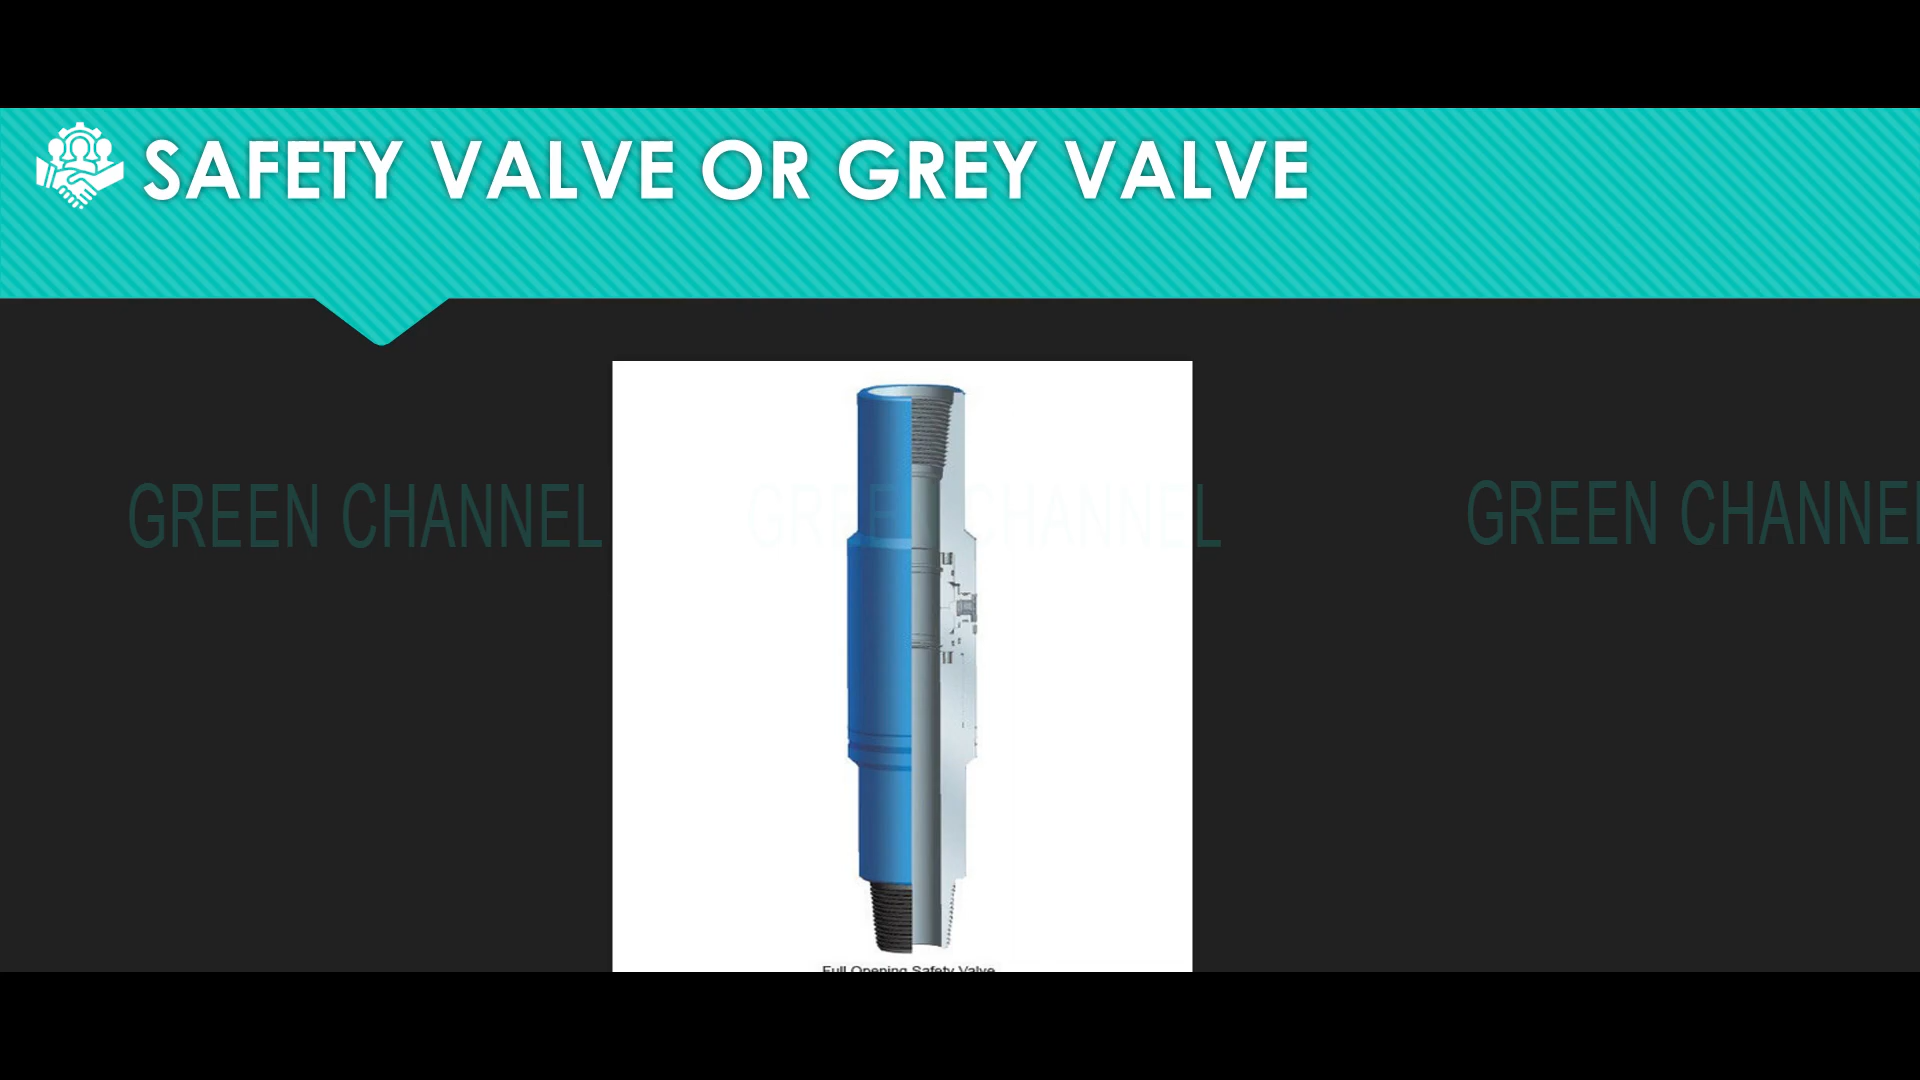 SAFETY VALVE OR GREY VALVE
GREEN CHANNEL GREEN CHANNEL GREEN CHANNEL
Full Opening Safety Valve